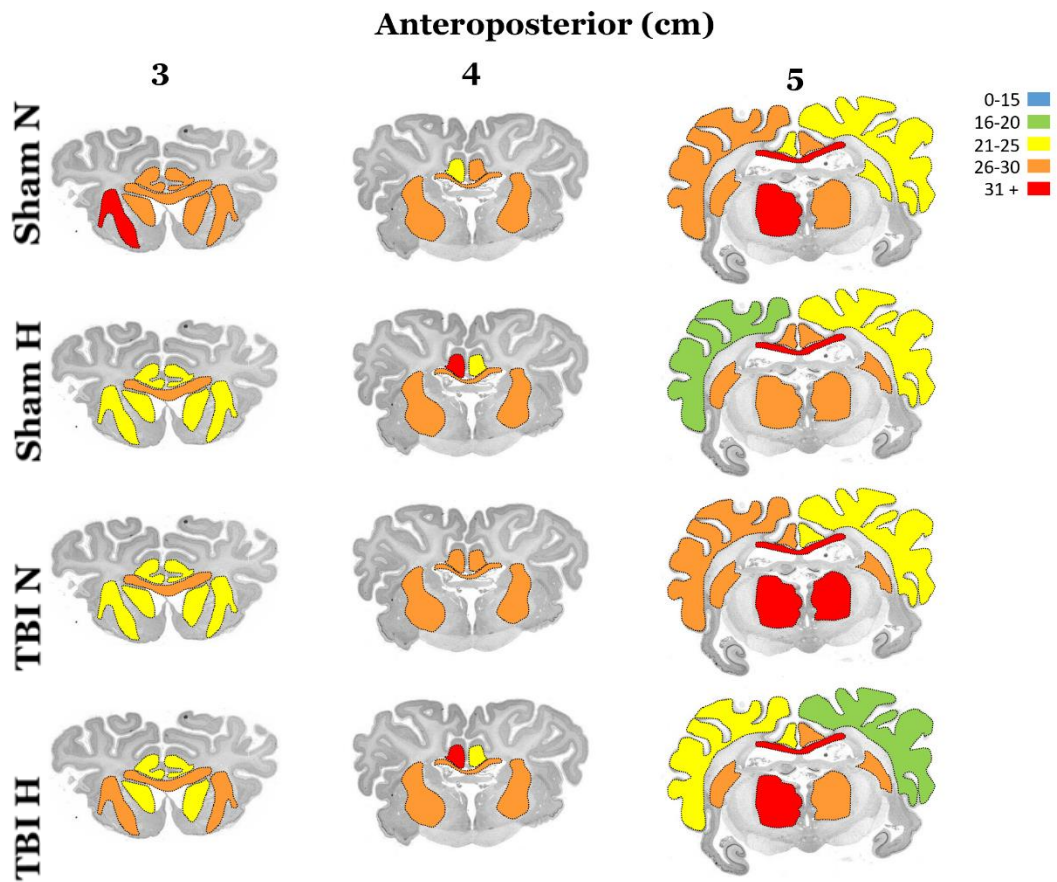 Anteroposterior (cm)
3
4
5
0-15
16-20
21-25
26-30
31 +
Sham N
Sham H
TBI N
TBI H